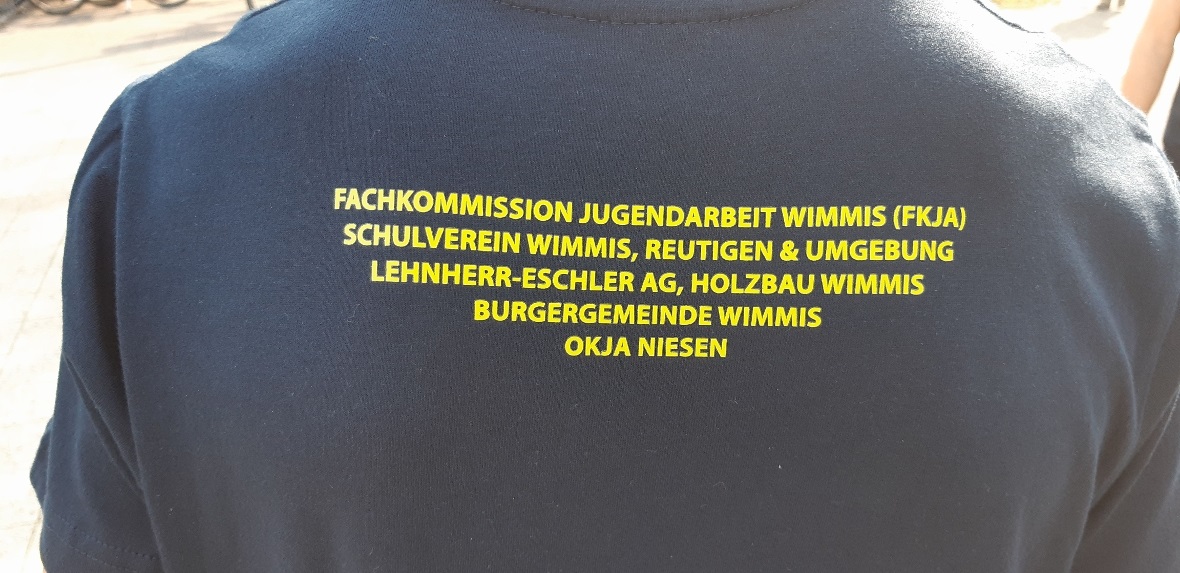 FACHKOMMISSION JUGENDARBEIT WIMMIS (FKJA)
SCHULVEREIN WIMMIS, REUTIGEN & UMGEBUNG
LEHNHERR-ESCHLER AG, HOLZBAU WIMMIS
BURGERGEMEINDE WIMMIS
OKJA NIESEN